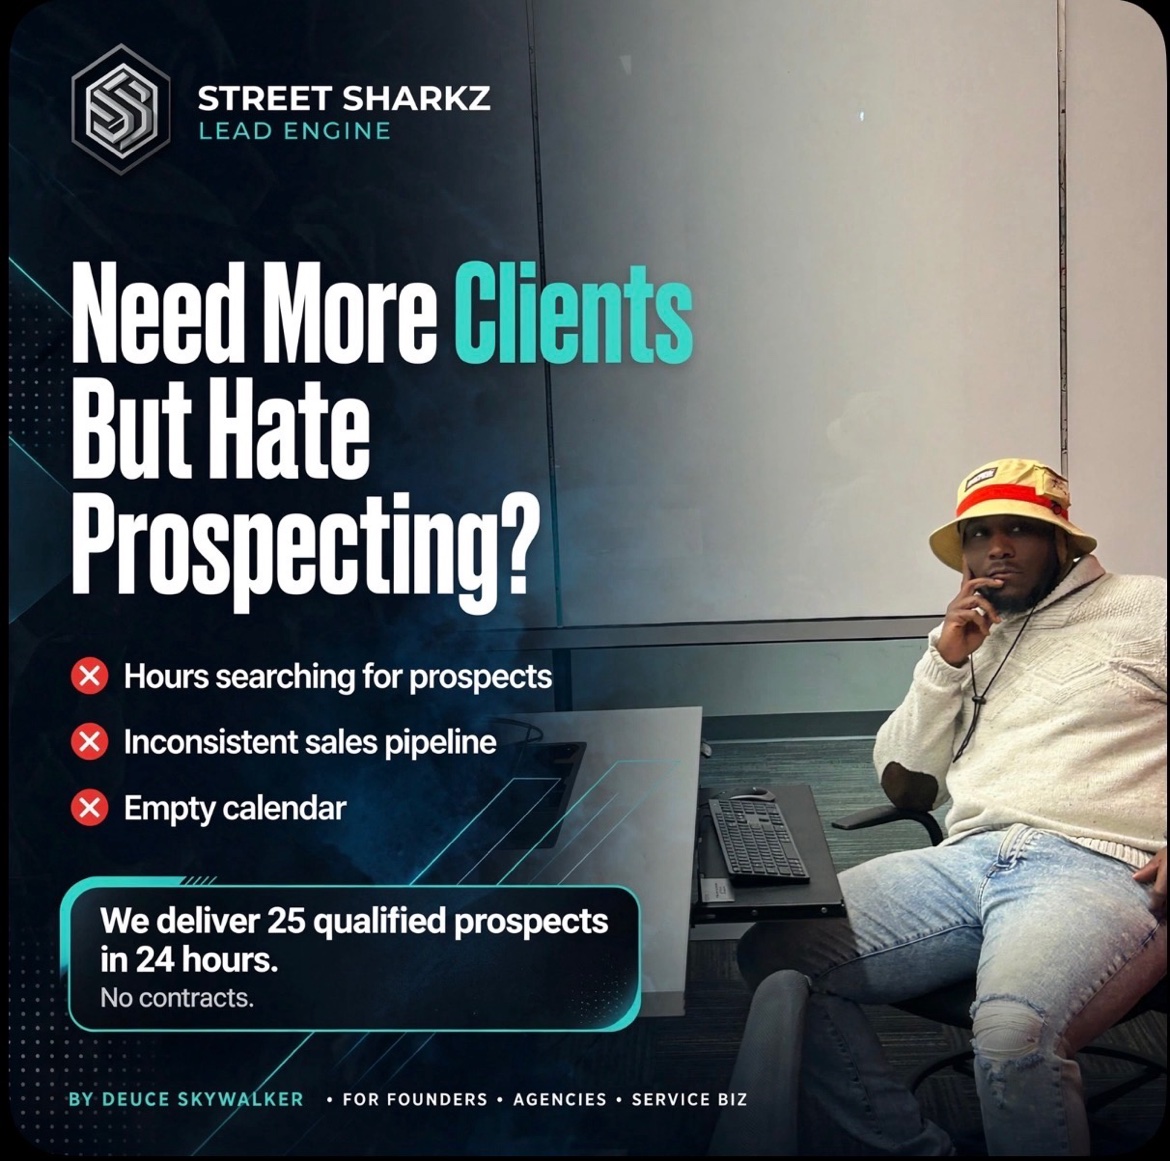 STREET SHARKZ
LEAD ENGINE
Need More Clients
But Hate
Prospecting?
Hours searching for prospects
Inconsistent sales pipeline
Empty calendar
We deliver 25 qualified prospects
in 24 hours.
No contracts.
BY DEUCE SKYWALKER • FOR FOUNDERS • AGENCIES • SERVICE BIZ